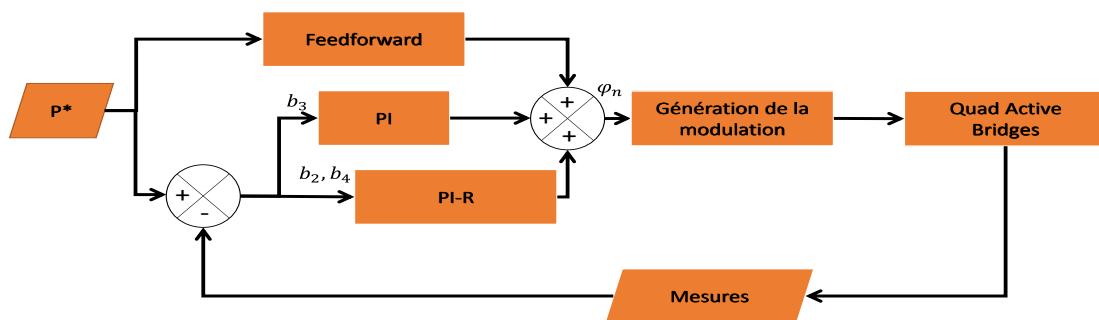 Feedforward
P*
b₃
PI
+
+
+
φₙ
Génération de la
modulation
Quad Active
Bridges
+
-
b₂, b₄
PI-R
Mesures